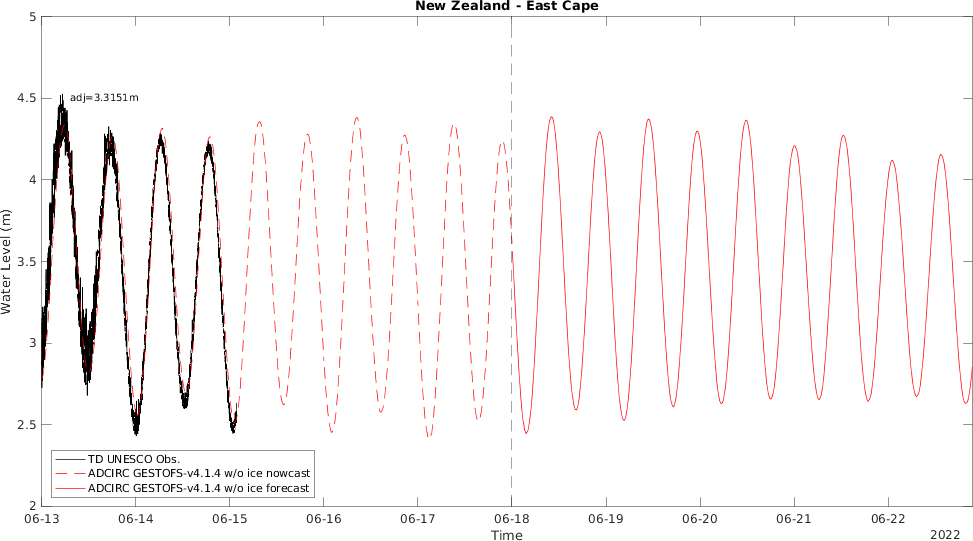 New Zealand - East Cape
5
4.5
4
3.5
3
2.5
2
Water Level (m)
adj=3.3151m
TD UNESCO Obs.
ADCIRC GESTOFS-v4.1.4 w/o ice nowcast
ADCIRC GESTOFS-v4.1.4 w/o ice forecast
06-13 06-14 06-15 06-16 06-17 06-18 06-19 06-20 06-21 06-22
Time
2022